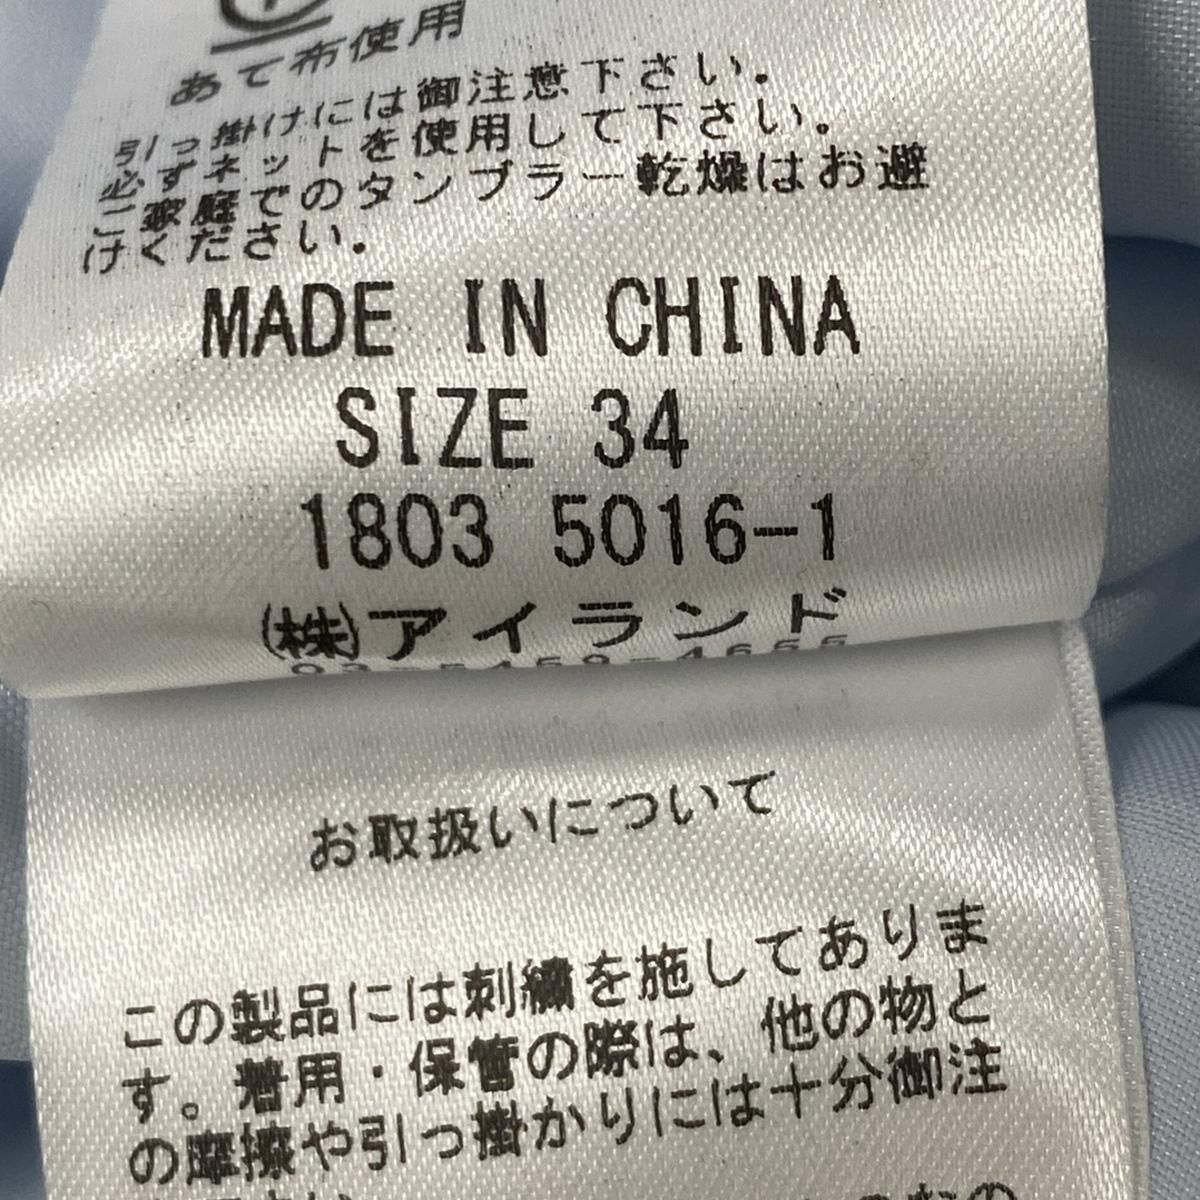 あて布使用
引っ掛けには御注意下さい。
必ずネットを使用して下さい。
ご家庭でのタンブラー乾燥はお避
けください。
MADE IN CHINA
SIZE 34
1803 5016-1
(株)アイランド
お取扱いについて
この製品には刺繍を施してありま
す。着用・保管の際は、他の物と
の摩擦や引っ掛かりには十分御注